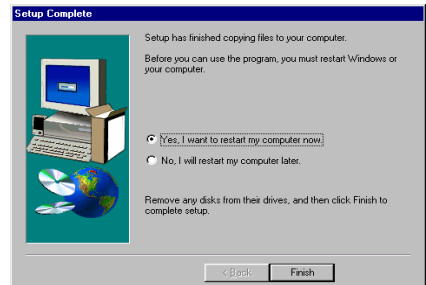 Setup Complete
Setup has finished copying files to your computer.
Before you can use the program, you must restart Windows or
your computer.
Yes, I want to restart my computer now.
No, I will restart my computer later.
Remove any disks from their drives, and then click Finish to
complete setup.
< Back
Finish